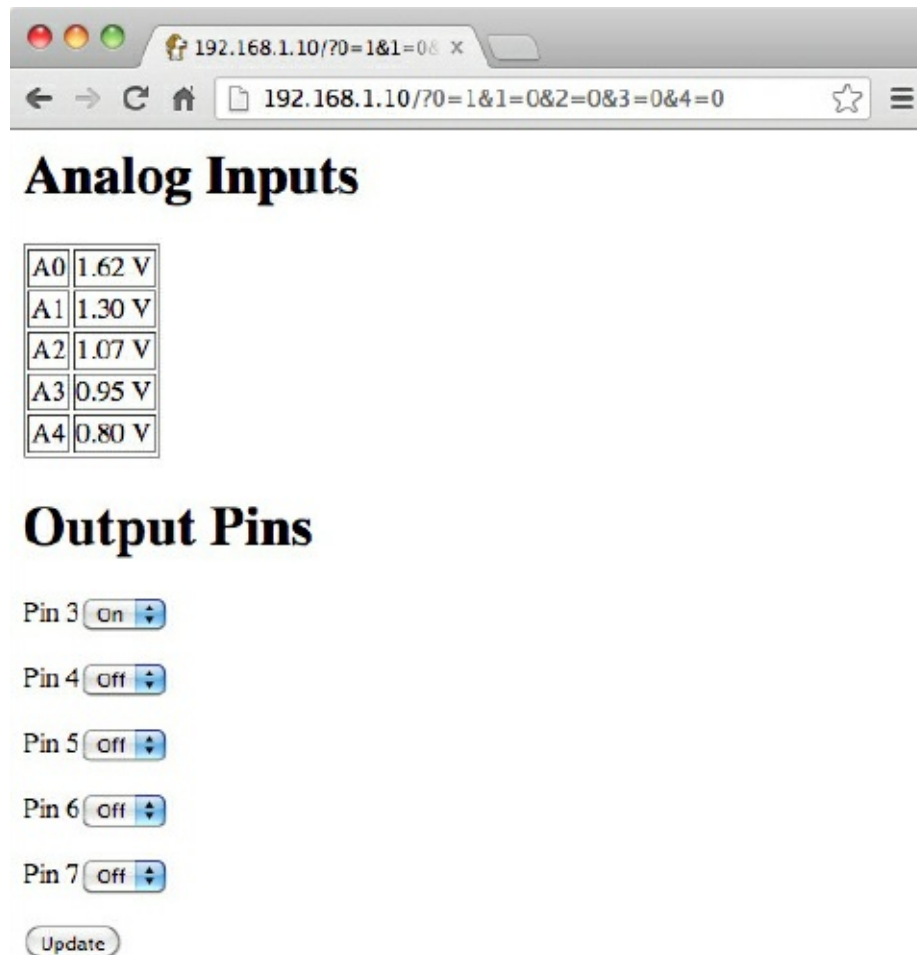 192.168.1.10/?0=1&1=0&
192.168.1.10/?0=1&1=0&2=0&3=0&4=0
Analog Inputs
A0 1.62 V
A1 1.30 V
A2 1.07 V
A3 0.95 V
A4 0.80 V
Output Pins
Pin 3 On
Pin 4 Off
Pin 5 Off
Pin 6 Off
Pin 7 Off
Update